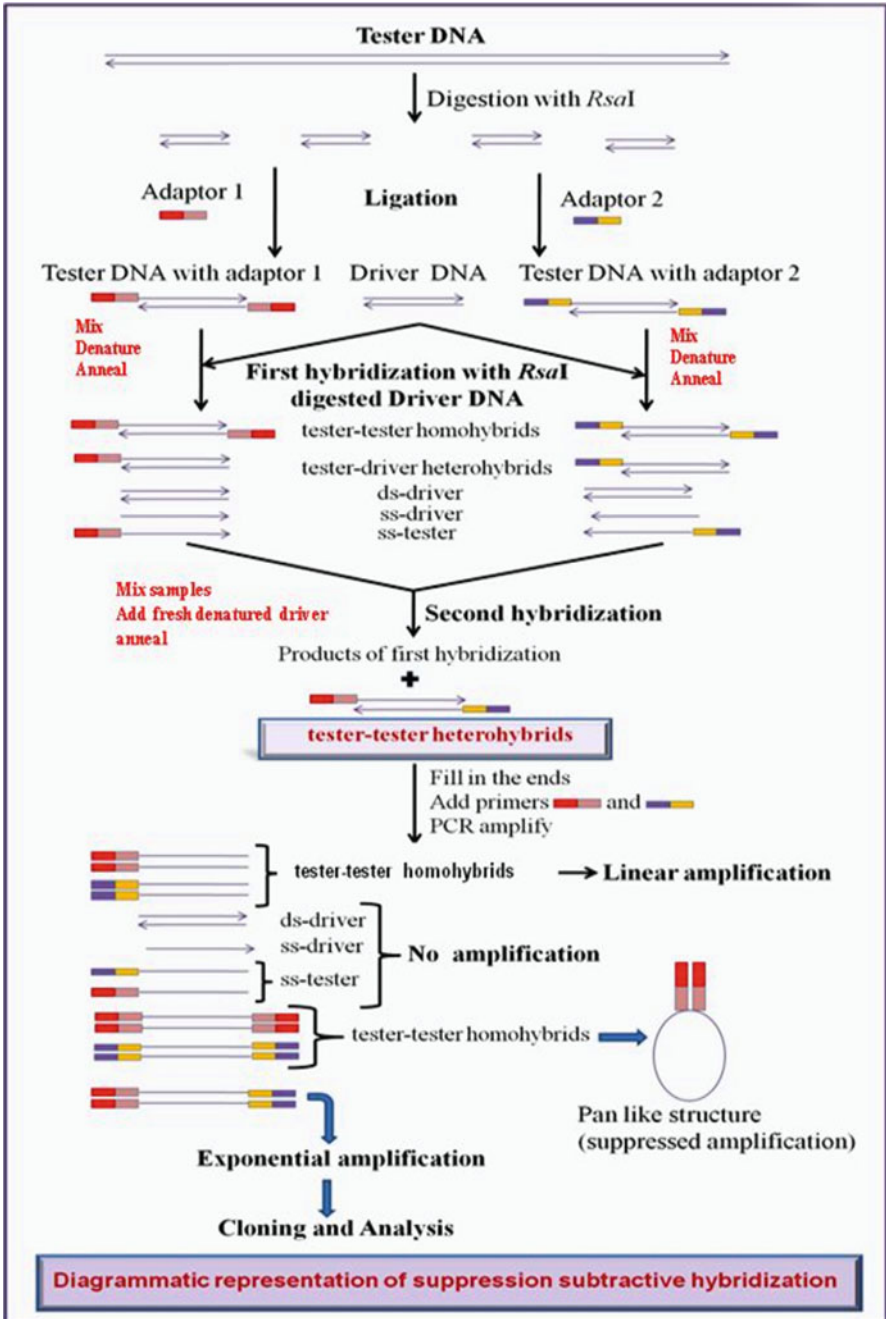 Tester DNA
Digestion with RsaI
Adaptor 1
Ligation
Adaptor 2
Tester DNA with adaptor 1
Driver DNA
Tester DNA with adaptor 2
Mix
Denature
Anneal
Mix
Denature
Anneal
First hybridization with RsaI
digested Driver DNA
tester-tester homohybrids
tester-driver heterohybrids
ds-driver
ss-driver
ss-tester
Mix samples
Add fresh denatured driver
anneal
Second hybridization
Products of first hybridization
+
tester-tester heterohybrids
Fill in the ends
Add primers and
PCR amplify
tester-tester homohybrids
Linear amplification
ds-driver
ss-driver
No amplification
ss-tester
tester-tester homohybrids
Pan like structure
(suppressed amplification)
Exponential amplification
Cloning and Analysis
Diagrammatic representation of suppression subtractive hybridization